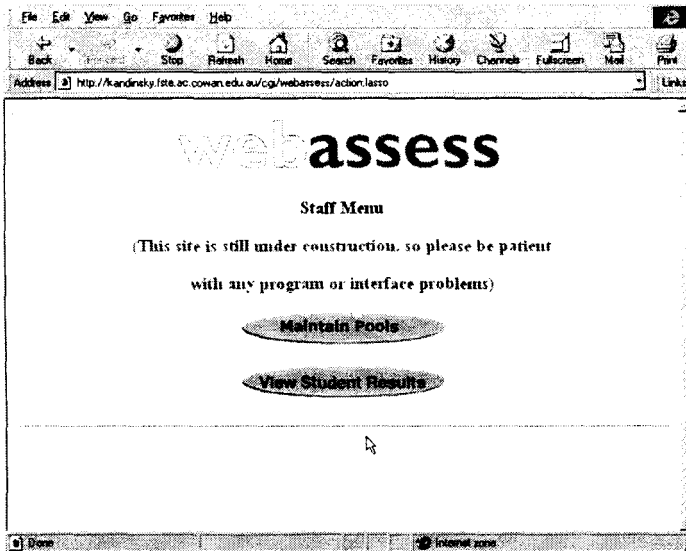 File Edit View Go Favorites Help
Back Stop Refresh Home Search Favorites History Channels Fullscreen Mail Print
Address http://kandinsky.fste.ac.cowan.edu.au/cgi/webassess/action.lasso Links
webassess
Staff Menu
(This site is still under construction. so please be patient
with any program or interface problems)
Maintain Pools
View Student Results
Done Internet zone